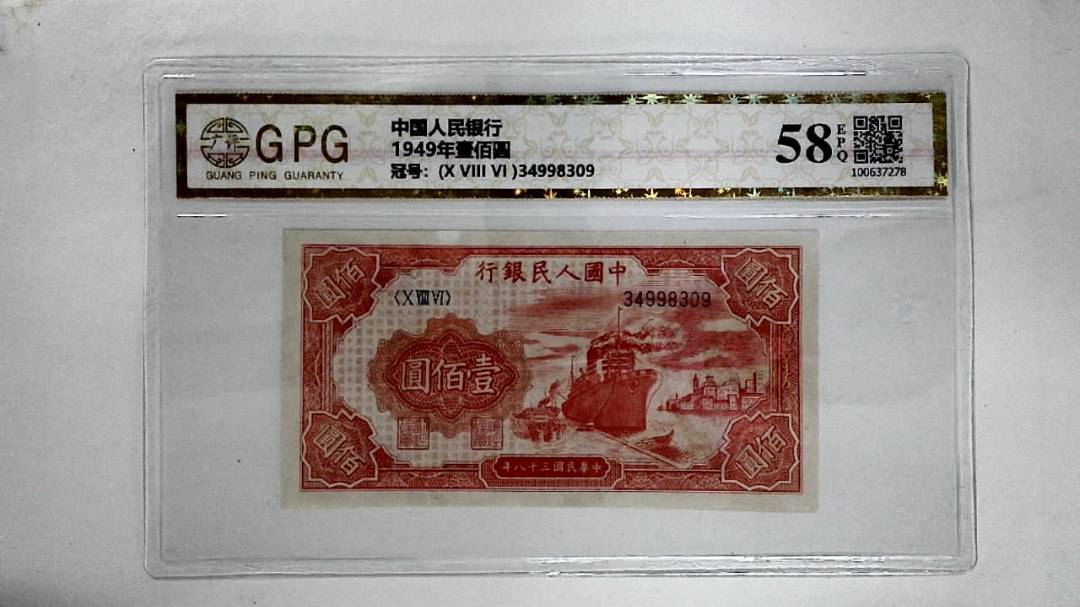 广评
GPG
GUANG PING GUARANTY
中国人民银行
1949年壹佰圆
冠号：(X VIII VI )34998309
58
EPQ
100637278
行銀民人國中
〈X VIII VI〉
34998309
圓佰
圓佰
圓佰壹
圓佰
圓佰
年八十三國民華中